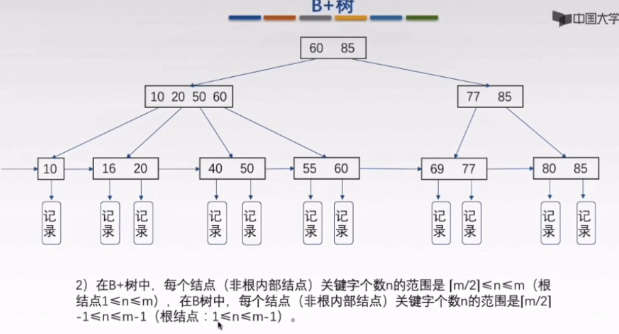 B+树
中国大学
60 85
10 20 50 60
77 85
10
16 20
40 50
55 60
69 77
80 85
记录 记录 记录 记录 记录 记录 记录 记录 记录 记录 记录
2）在B+树中，每个结点（非根内部结点）关键字个数n的范围是 ⌈m/2⌉≤n≤m（根
结点1≤n≤m），在B树中，每个结点（非根内部结点）关键字个数n的范围是⌈m/2⌉
-1≤n≤m-1（根结点：1≤n≤m-1）。